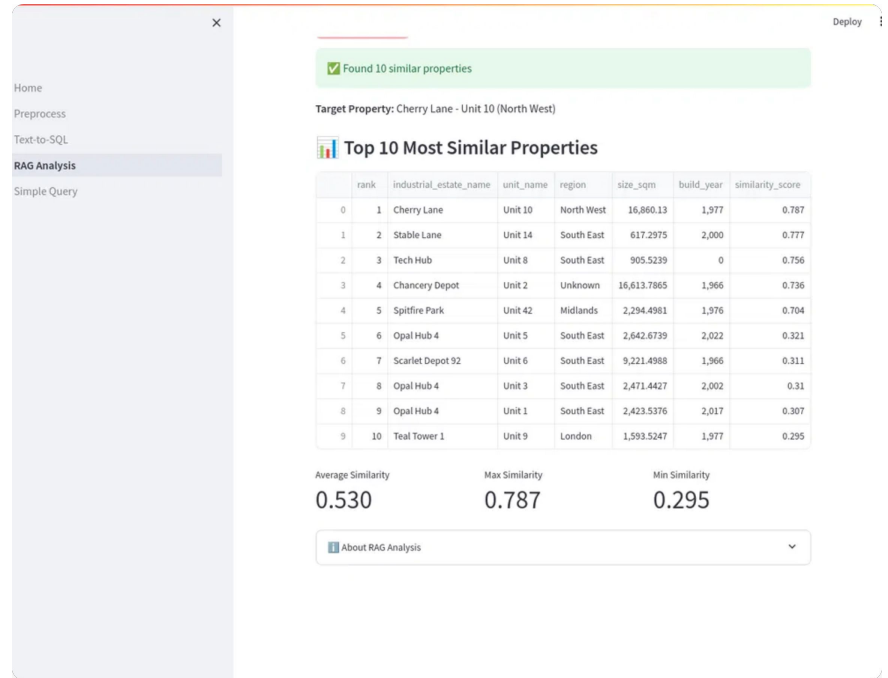 Deploy
Home
Preprocess
Text-to-SQL
RAG Analysis
Simple Query
Found 10 similar properties
Target Property: Cherry Lane - Unit 10 (North West)
Top 10 Most Similar Properties
rank industrial_estate_name unit_name region size_sqm build_year similarity_score
0 1 Cherry Lane Unit 10 North West 16,860.13 1,977 0.787
1 2 Stable Lane Unit 14 South East 617.2975 2,000 0.777
2 3 Tech Hub Unit 8 South East 905.5239 0 0.756
3 4 Chancery Depot Unit 2 Unknown 16,613.7865 1,966 0.736
4 5 Spitfire Park Unit 42 Midlands 2,294.4981 1,976 0.704
5 6 Opal Hub 4 Unit 5 South East 2,642.6739 2,022 0.321
6 7 Scarlet Depot 92 Unit 6 South East 9,221.4988 1,966 0.311
7 8 Opal Hub 4 Unit 3 South East 2,471.4427 2,002 0.31
8 9 Opal Hub 4 Unit 1 South East 2,423.5376 2,017 0.307
9 10 Teal Tower 1 Unit 9 London 1,593.5247 1,977 0.295
Average Similarity Max Similarity Min Similarity
0.530 0.787 0.295
About RAG Analysis